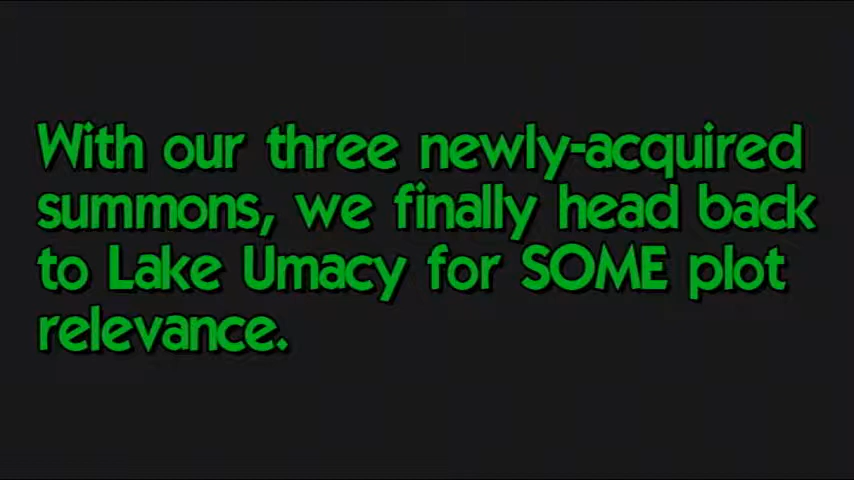 With our three newly-acquired
summons, we finally head back
to Lake Umacy for SOME plot
relevance.